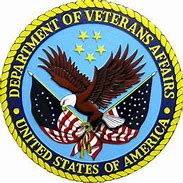 DEPARTMENT OF VETERANS AFFAIRS
UNITED STATES OF AMERICA